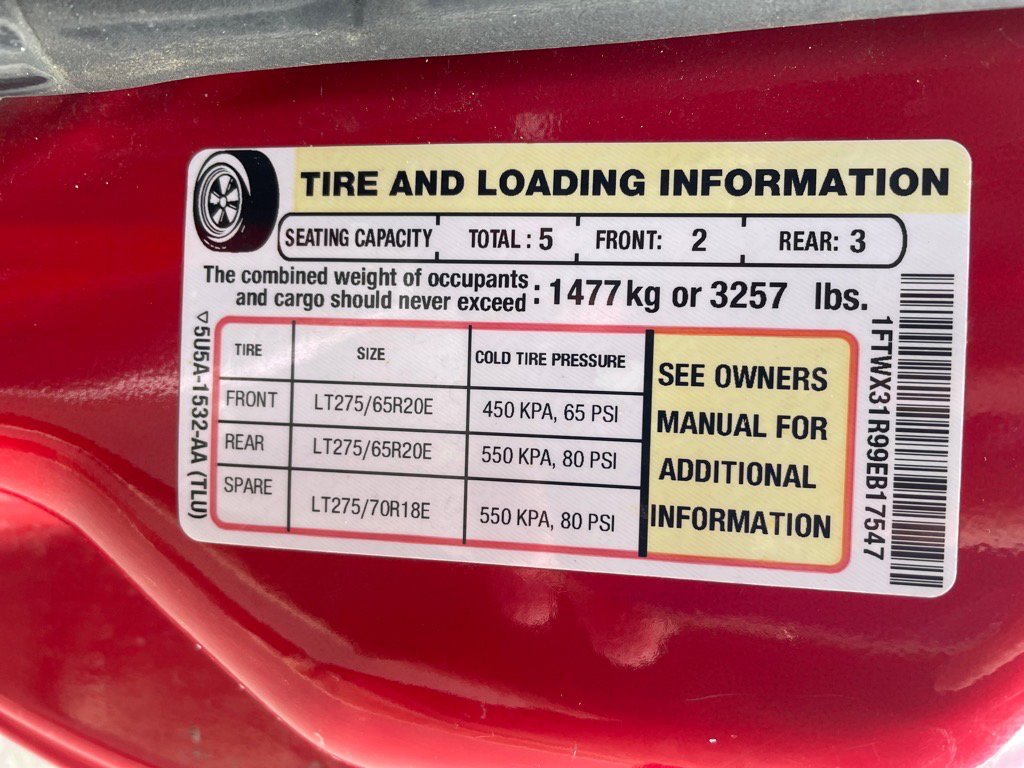 TIRE AND LOADING INFORMATION
SEATING CAPACITY TOTAL : 5 FRONT: 2 REAR: 3
The combined weight of occupants
and cargo should never exceed : 1477 kg or 3257 lbs.
TIRE SIZE COLD TIRE PRESSURE
FRONT LT275/65R20E 450 KPA, 65 PSI
REAR LT275/65R20E 550 KPA, 80 PSI
SPARE LT275/70R18E 550 KPA, 80 PSI
SEE OWNERS
MANUAL FOR
ADDITIONAL
INFORMATION
▽5U5A-1532-AA (TLU)
1FTWX31R99EB17547